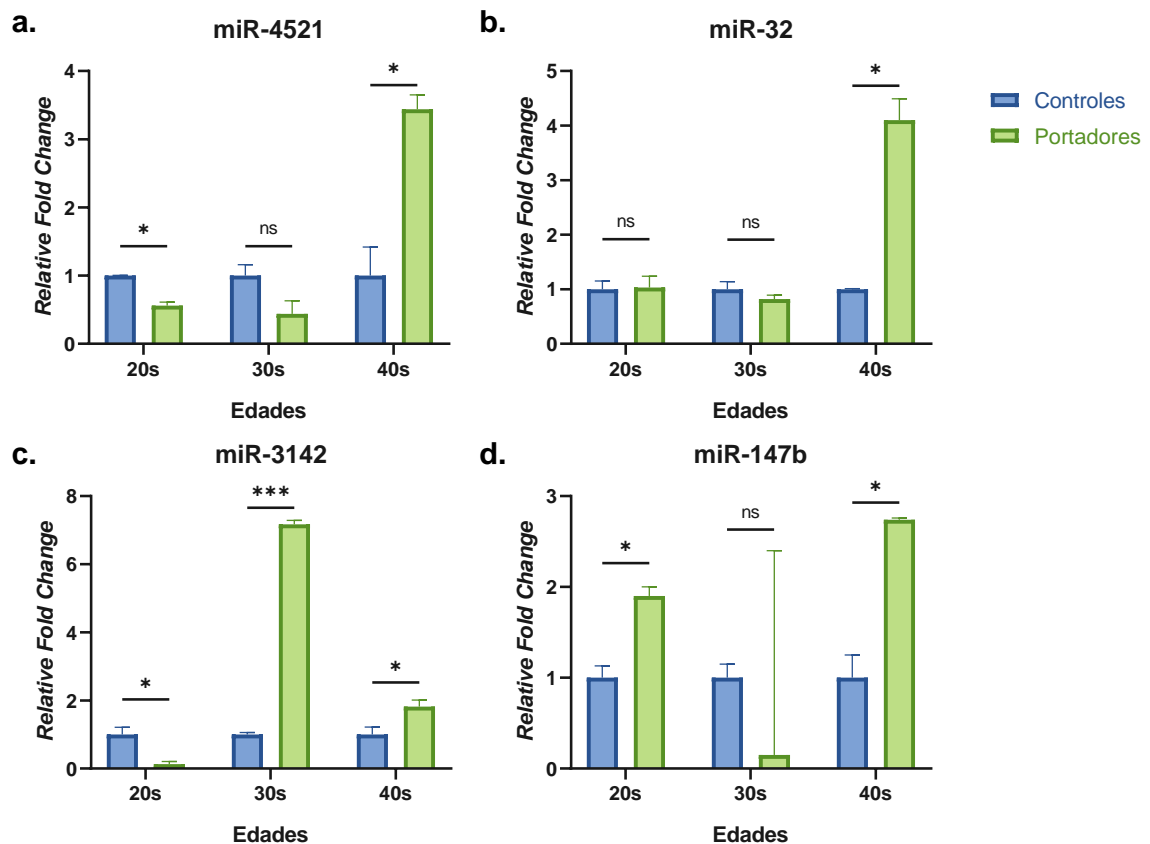 a.
miR-4521
Relative Fold Change
4
3
2
1
0
*
ns
*
20s
30s
40s
Edades
b.
miR-32
Relative Fold Change
5
4
3
2
1
0
ns
ns
*
20s
30s
40s
Edades
Controles
Portadores
c.
miR-3142
Relative Fold Change
8
6
4
2
0
*
***
*
20s
30s
40s
Edades
d.
miR-147b
Relative Fold Change
3
2
1
0
*
ns
*
20s
30s
40s
Edades